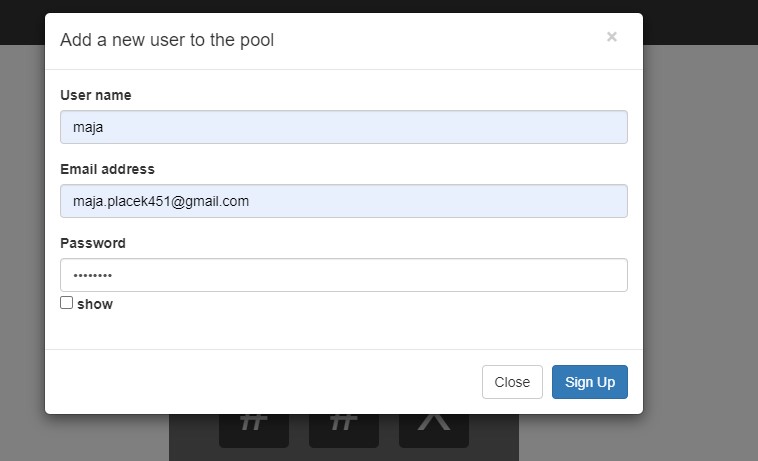 Add a new user to the pool ×
User name
maja
Email address
maja.placek451@gmail.com
Password
••••••••
show
Close Sign Up
# # X